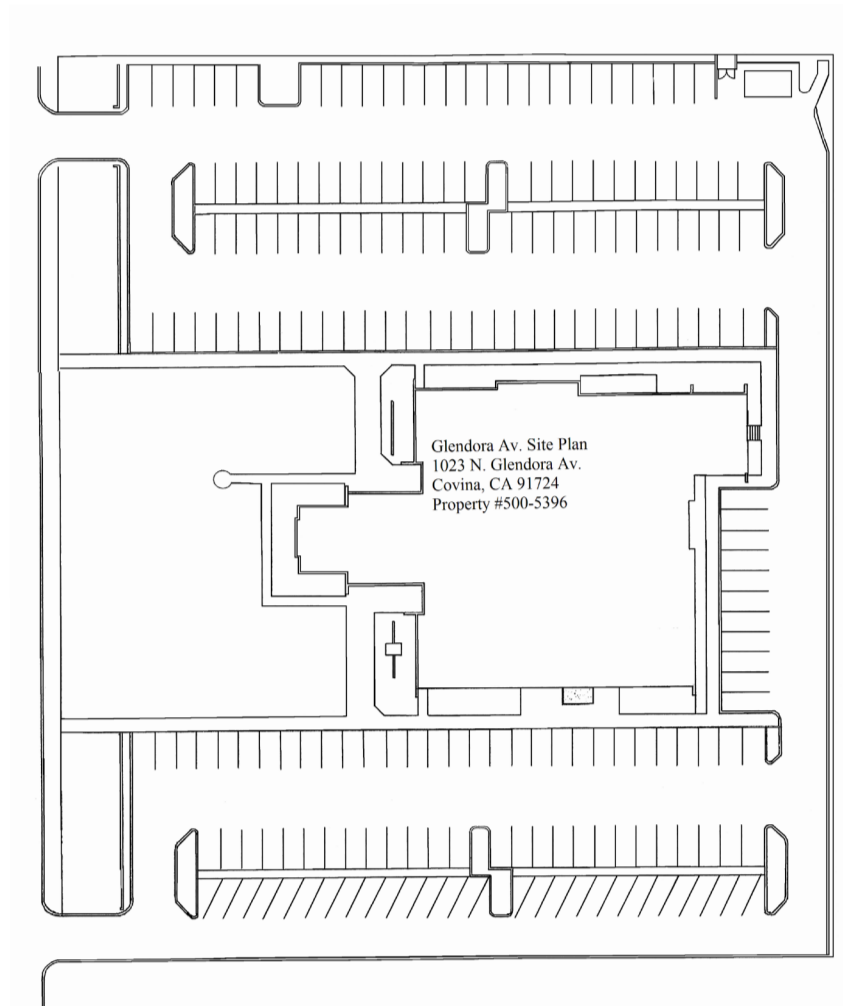 Glendora Av. Site Plan
1023 N. Glendora Av.
Covina, CA 91724
Property #500-5396